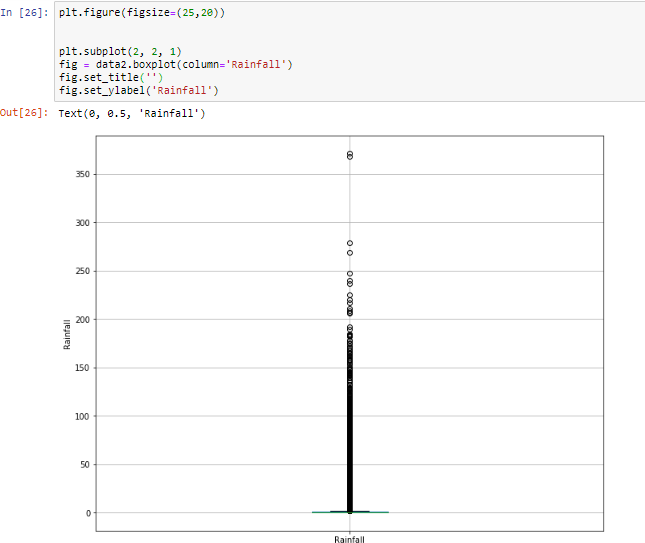 In [26]: plt.figure(figsize=(25,20))
plt.subplot(2, 2, 1)
fig = data2.boxplot(column='Rainfall')
fig.set_title('')
fig.set_ylabel('Rainfall')
Out[26]: Text(0, 0.5, 'Rainfall')
350
300
250
200
150
100
50
0
Rainfall
Rainfall